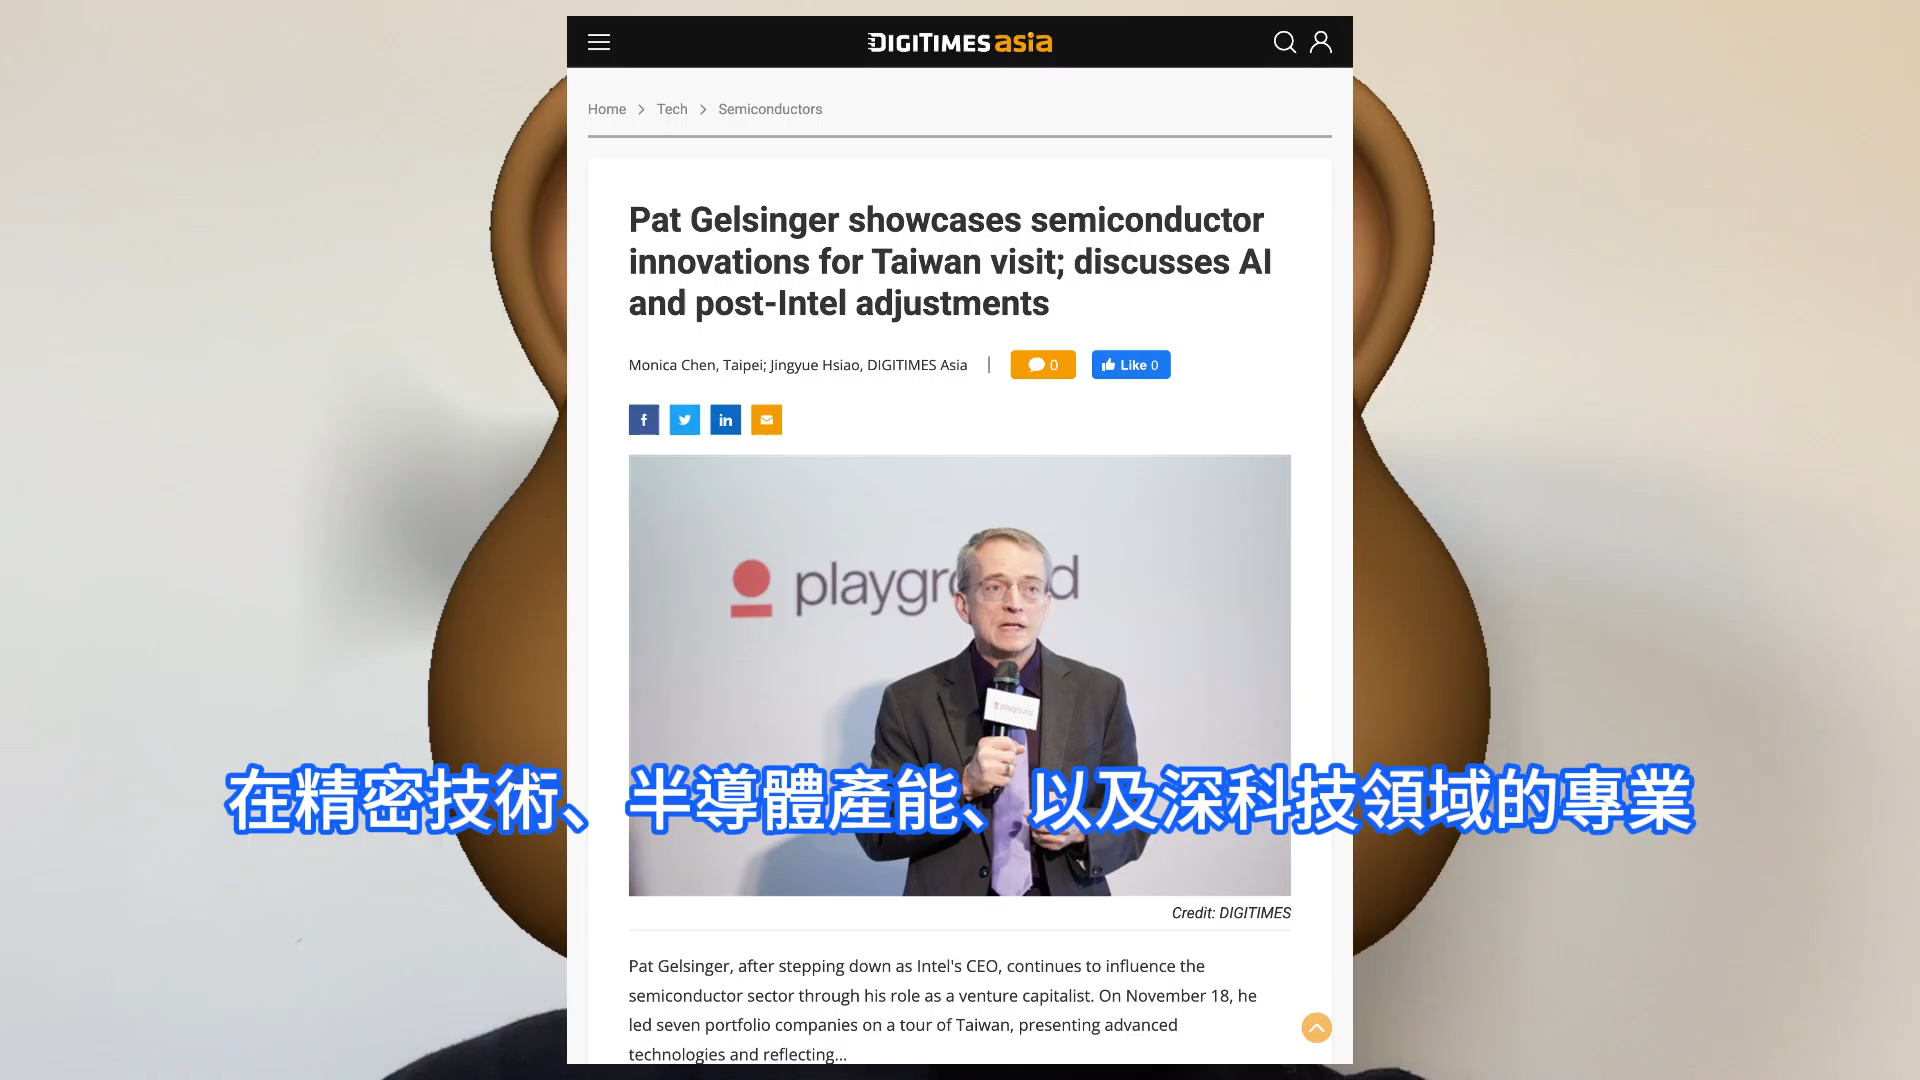 DIGITIMES asia
Home > Tech > Semiconductors
Pat Gelsinger showcases semiconductor
innovations for Taiwan visit; discusses AI
and post-Intel adjustments
Monica Chen, Taipei; Jingyue Hsiao, DIGITIMES Asia | 0 Like 0
playgr d
playground
在精密技術、半導體產能、以及深科技領域的專業
Credit: DIGITIMES
Pat Gelsinger, after stepping down as Intel's CEO, continues to influence the
semiconductor sector through his role as a venture capitalist. On November 18, he
led seven portfolio companies on a tour of Taiwan, presenting advanced
technologies and reflecting...